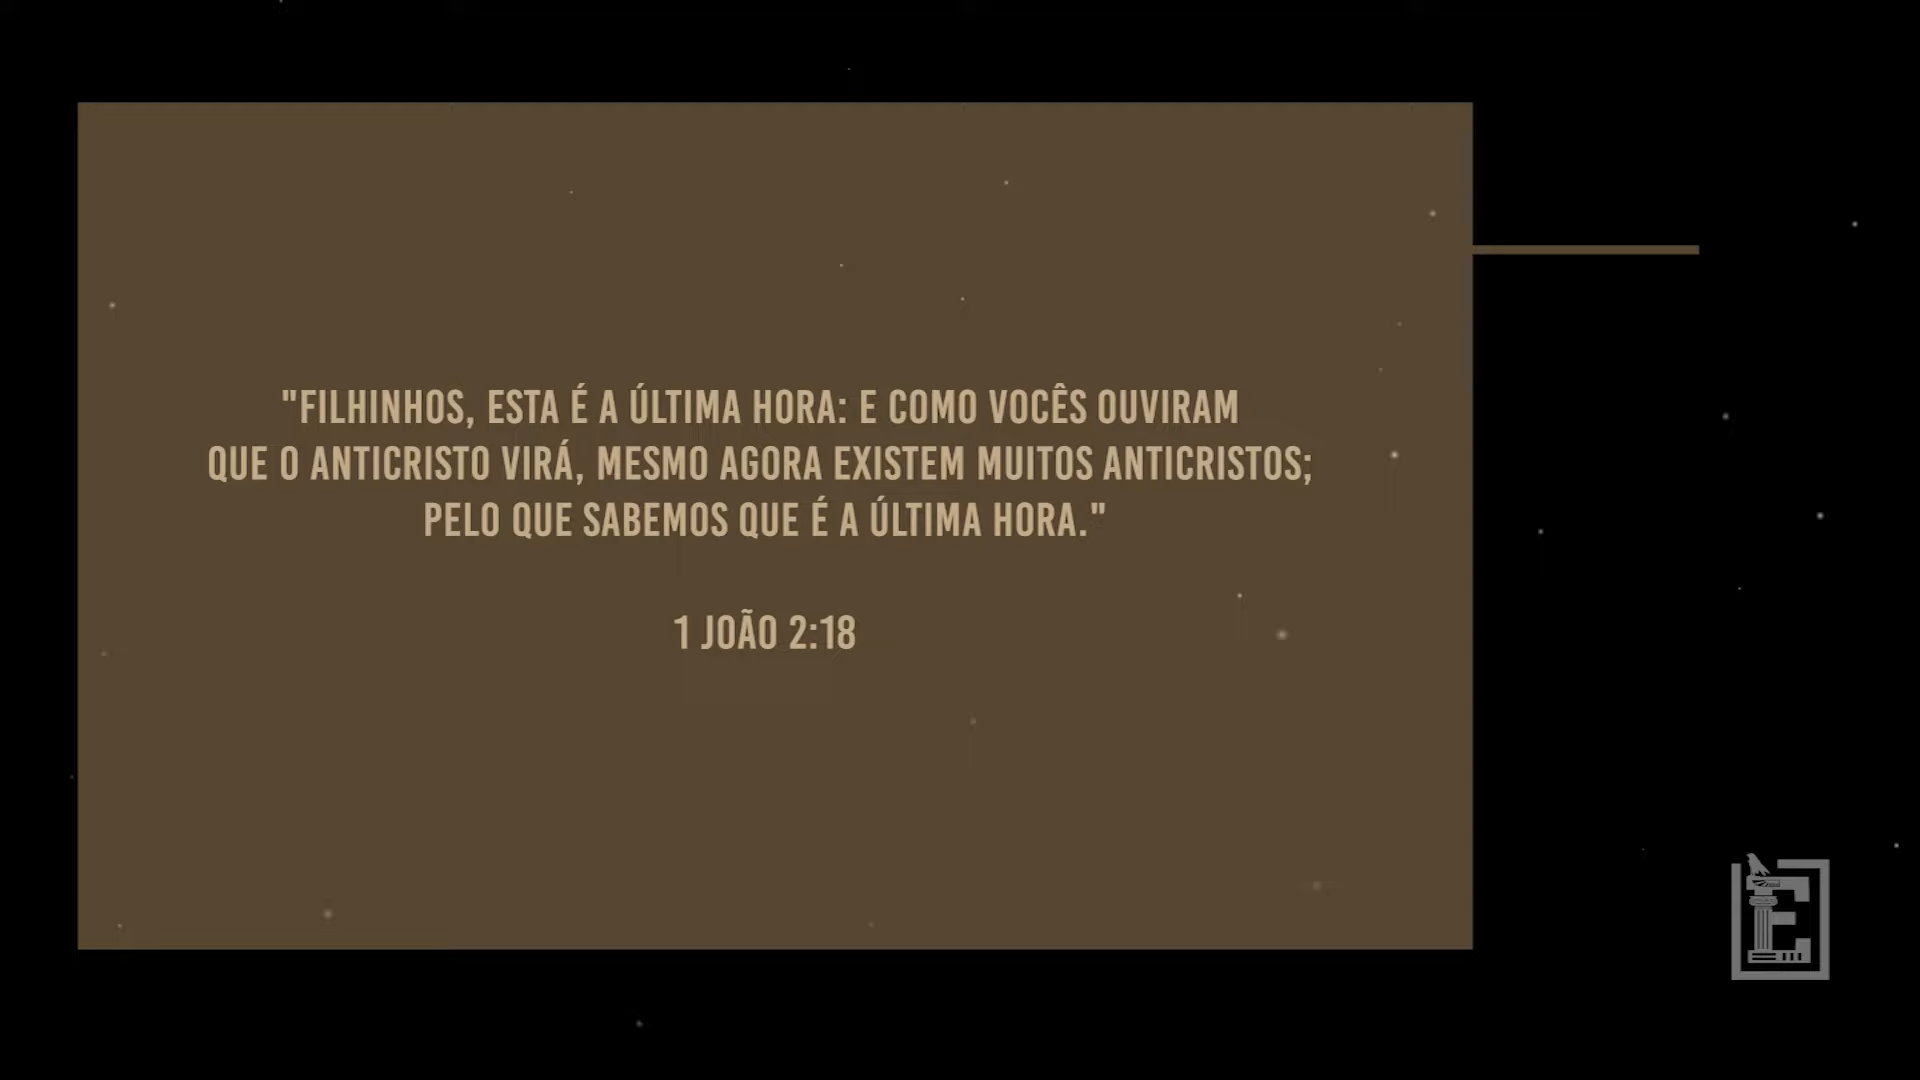 "FILHINHOS, ESTA É A ÚLTIMA HORA: E COMO VOCÊS OUVIRAM
QUE O ANTICRISTO VIRÁ, MESMO AGORA EXISTEM MUITOS ANTICRISTOS;
PELO QUE SABEMOS QUE É A ÚLTIMA HORA."
1 JOÃO 2:18
E